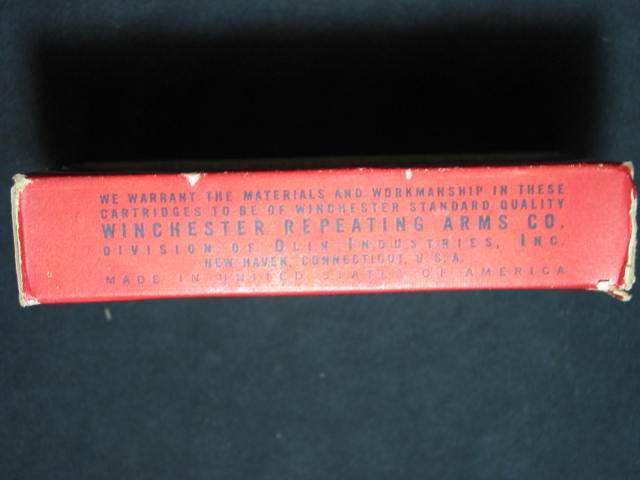 WE WARRANT THE MATERIALS AND WORKMANSHIP IN THESE
CARTRIDGES TO BE OF WINCHESTER STANDARD QUALITY
WINCHESTER REPEATING ARMS CO.
DIVISION OF OLIN INDUSTRIES, INC.
NEW HAVEN, CONNECTICUT, U.S.A.
MADE IN UNITED STATES OF AMERICA